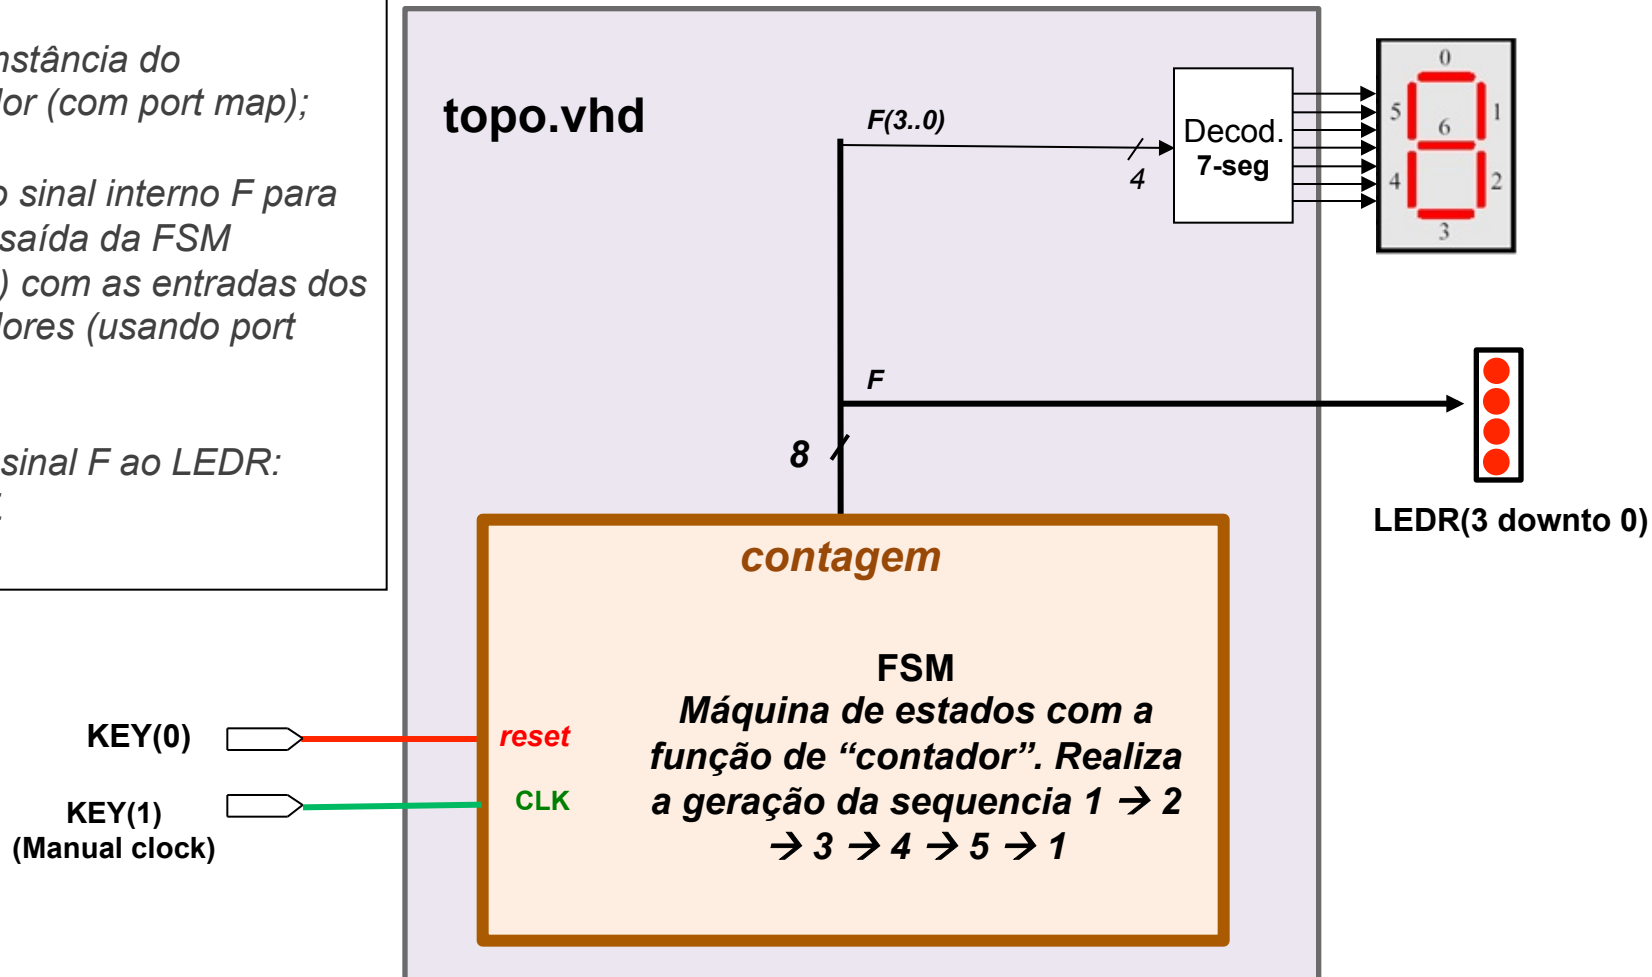 nstância do
lor (com port map);
o sinal interno F para
saída da FSM
) com as entradas dos
lores (usando port
sinal F ao LEDR:
topo.vhd
F(3..0)
4
Decod.
7-seg
0
5
1
6
4
2
3
F
8
LEDR(3 downto 0)
contagem
FSM
Máquina de estados com a
função de “contador”. Realiza
a geração da sequencia 1 → 2
→ 3 → 4 → 5 → 1
KEY(0)
reset
KEY(1)
(Manual clock)
CLK